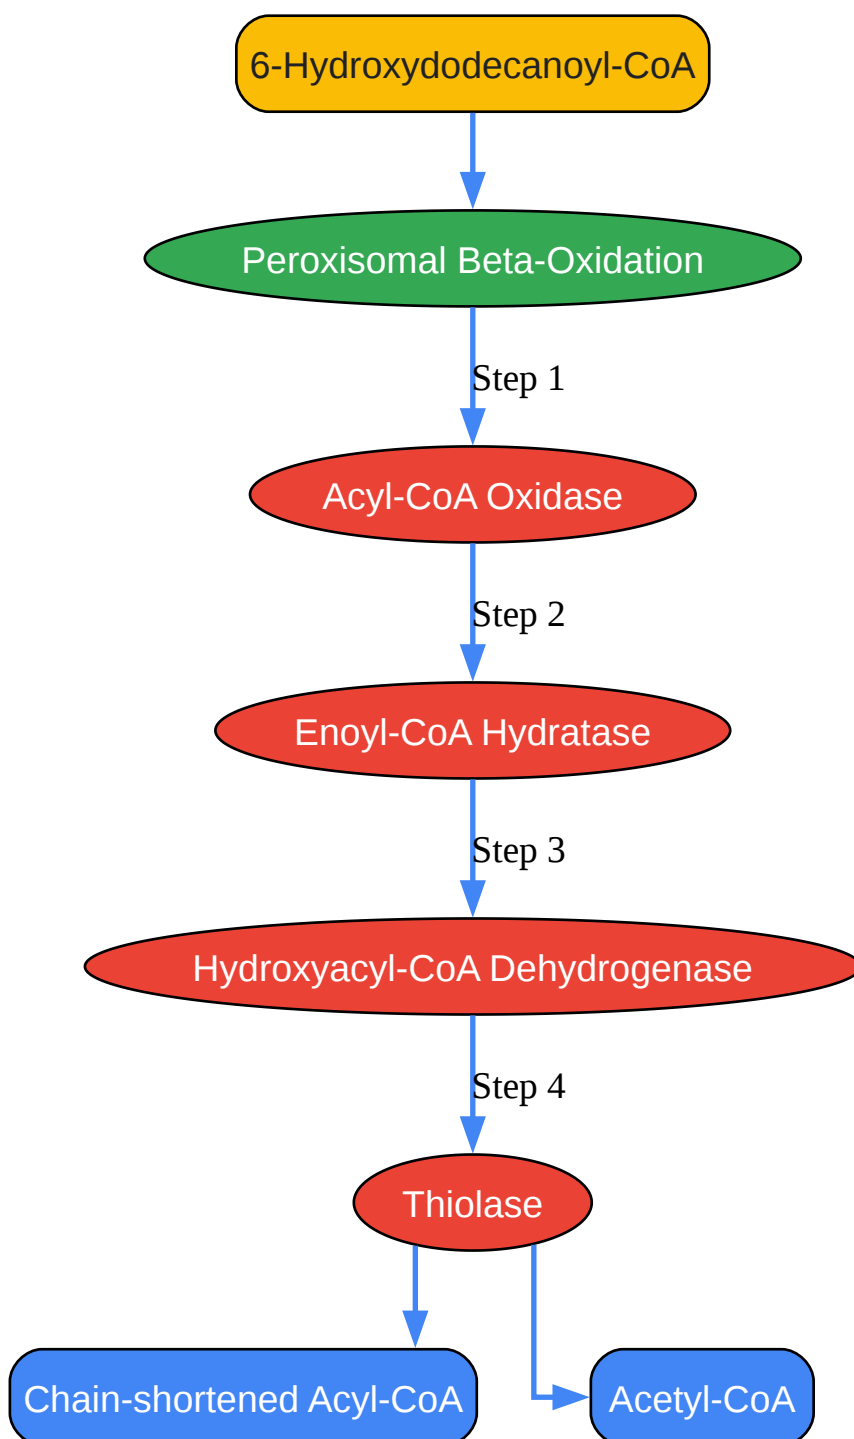 6-Hydroxydodecanoyl-CoA
Peroxisomal Beta-Oxidation
Step 1
Acyl-CoA Oxidase
Step 2
Enoyl-CoA Hydratase
Step 3
Hydroxyacyl-CoA Dehydrogenase
Step 4
Thiolase
Chain-shortened Acyl-CoA
Acetyl-CoA